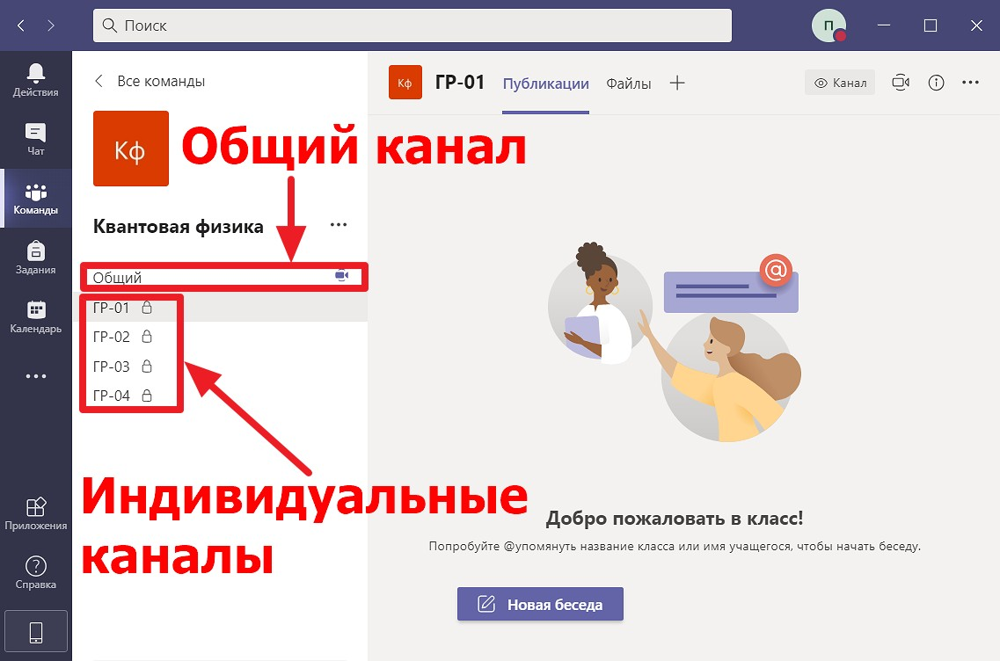 Поиск
П
Действия
Чат
Команды
Задания
Календарь
Приложения
Справка
Все команды
Кф
Общий канал
Квантовая физика
Общий
ГР-01
ГР-02
ГР-03
ГР-04
Индивидуальные
каналы
Кф ГР-01 Публикации Файлы Канал
@
Добро пожаловать в класс!
Попробуйте @упомянуть название класса или имя учащегося, чтобы начать беседу.
Новая беседа